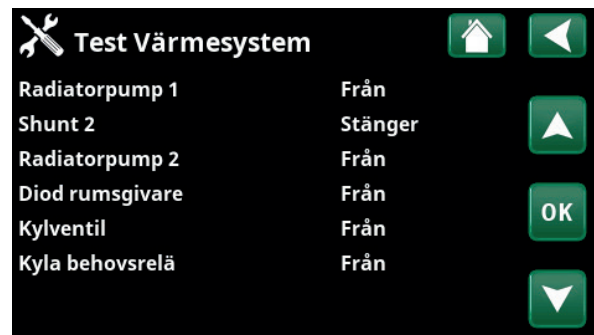 Test Värmesystem
Radiatorpump 1 Från
Shunt 2 Stänger
Radiatorpump 2 Från
Diod rumsgivare Från
OK
Kylventil Från
Kyla behovsrelä Från